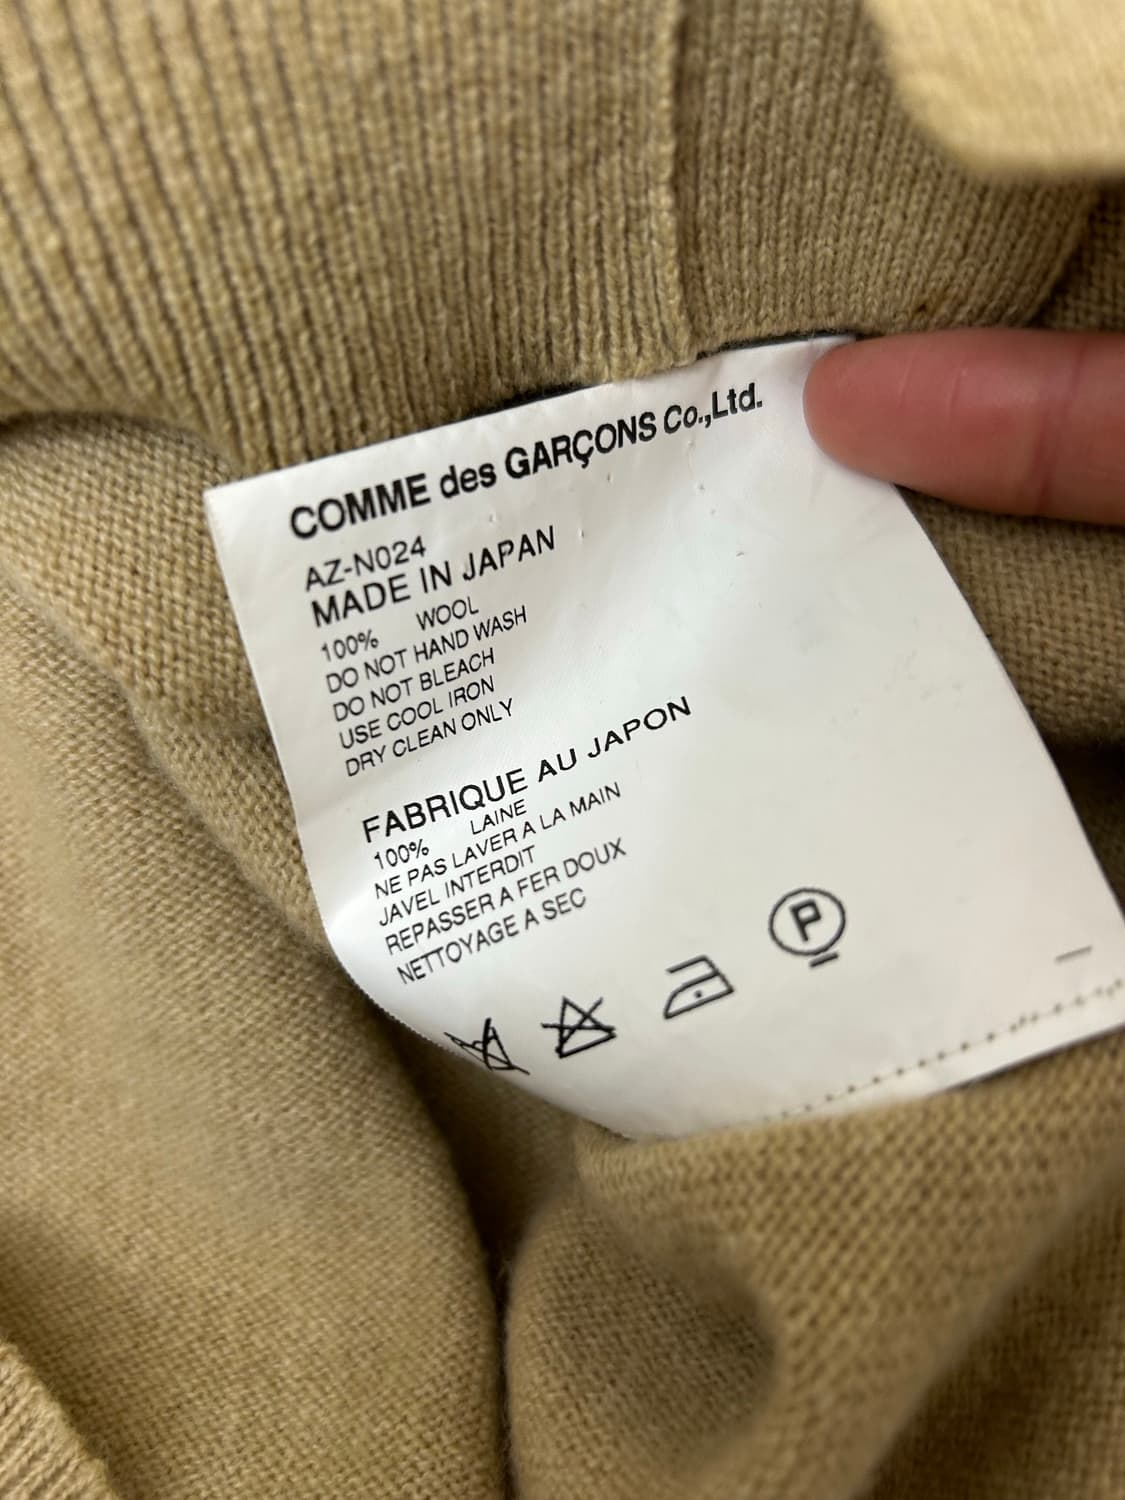 COMME des GARÇONS Co.,Ltd.
AZ-N024
MADE IN JAPAN
100% WOOL
DO NOT HAND WASH
DO NOT BLEACH
USE COOL IRON
DRY CLEAN ONLY
FABRIQUE AU JAPON
100% LAINE
NE PAS LAVER A LA MAIN
JAVEL INTERDIT
REPASSER A FER DOUX
NETTOYAGE A SEC
P